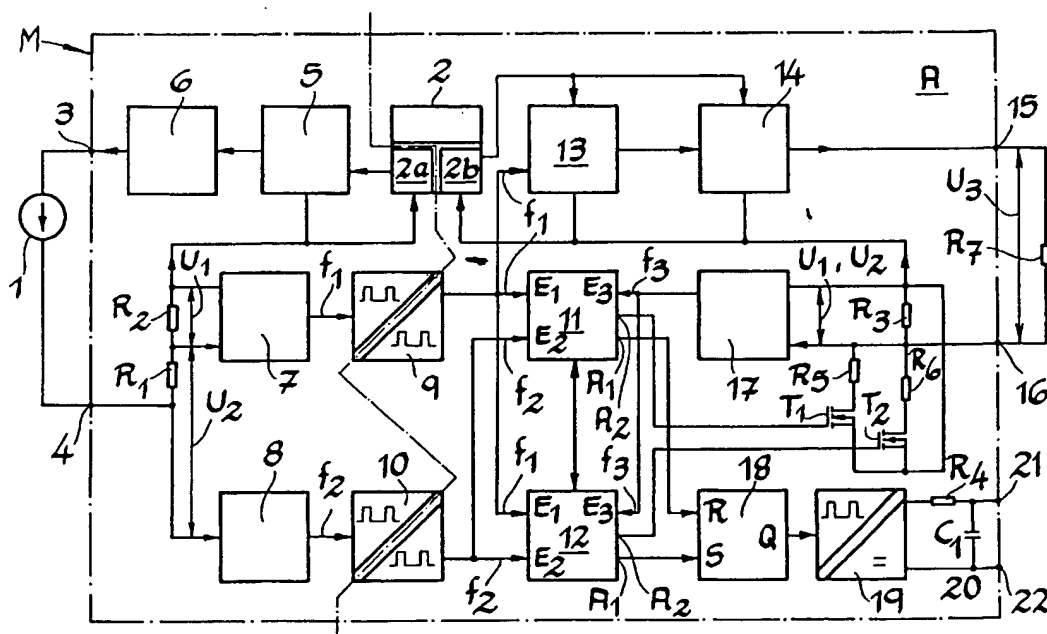 M
A
6
5
2
14
3
15
2a
2b
13
f1
U3
1
R7
U1
f1
f1
E1
E3
f3
U1, U2
R2
11
R3
E2
R1
7
9
f2
A1
A2
17
R5
R6
16
4
U2
T1
T2
8
f2
10
f1
f3
18
R4
21
E1
E3
R
12
Q
C1
E2
S
=
f2
A1
A2
19
20
22